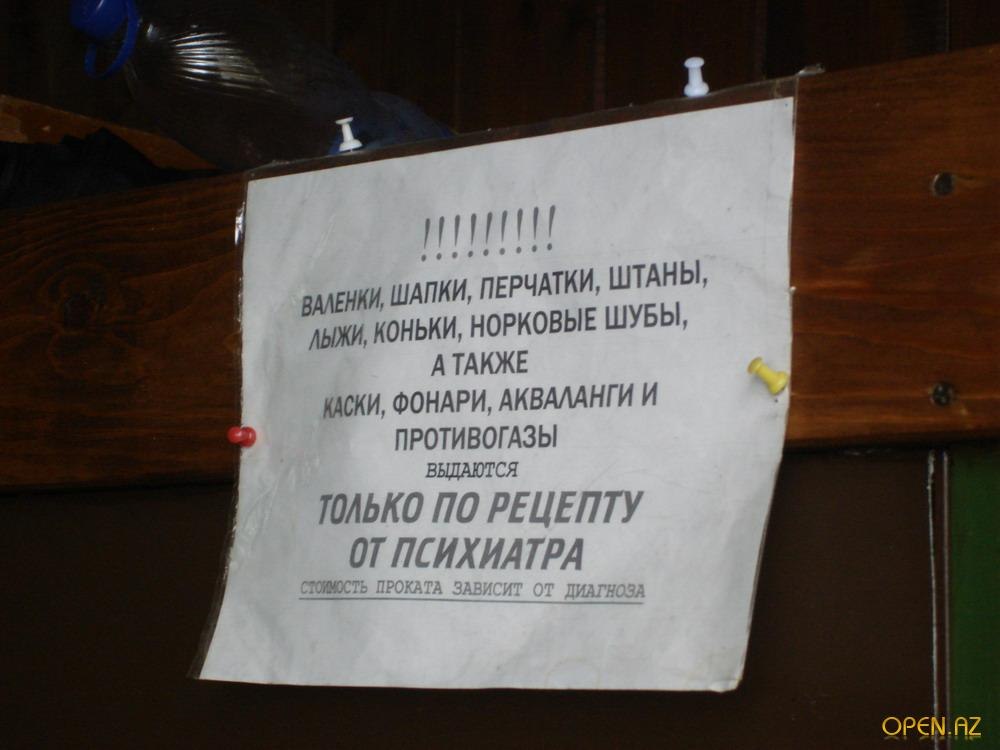 !!!!!!!!!
ВАЛЕНКИ, ШАПКИ, ПЕРЧАТКИ, ШТАНЫ,
ЛЫЖИ, КОНЬКИ, НОРКОВЫЕ ШУБЫ,
А ТАКЖЕ
КАСКИ, ФОНАРИ, АКВАЛАНГИ И
ПРОТИВОГАЗЫ
ВЫДАЮТСЯ
ТОЛЬКО ПО РЕЦЕПТУ
ОТ ПСИХИАТРА
СТОИМОСТЬ ПРОКАТА ЗАВИСИТ ОТ ДИАГНОЗА
OPEN.AZ